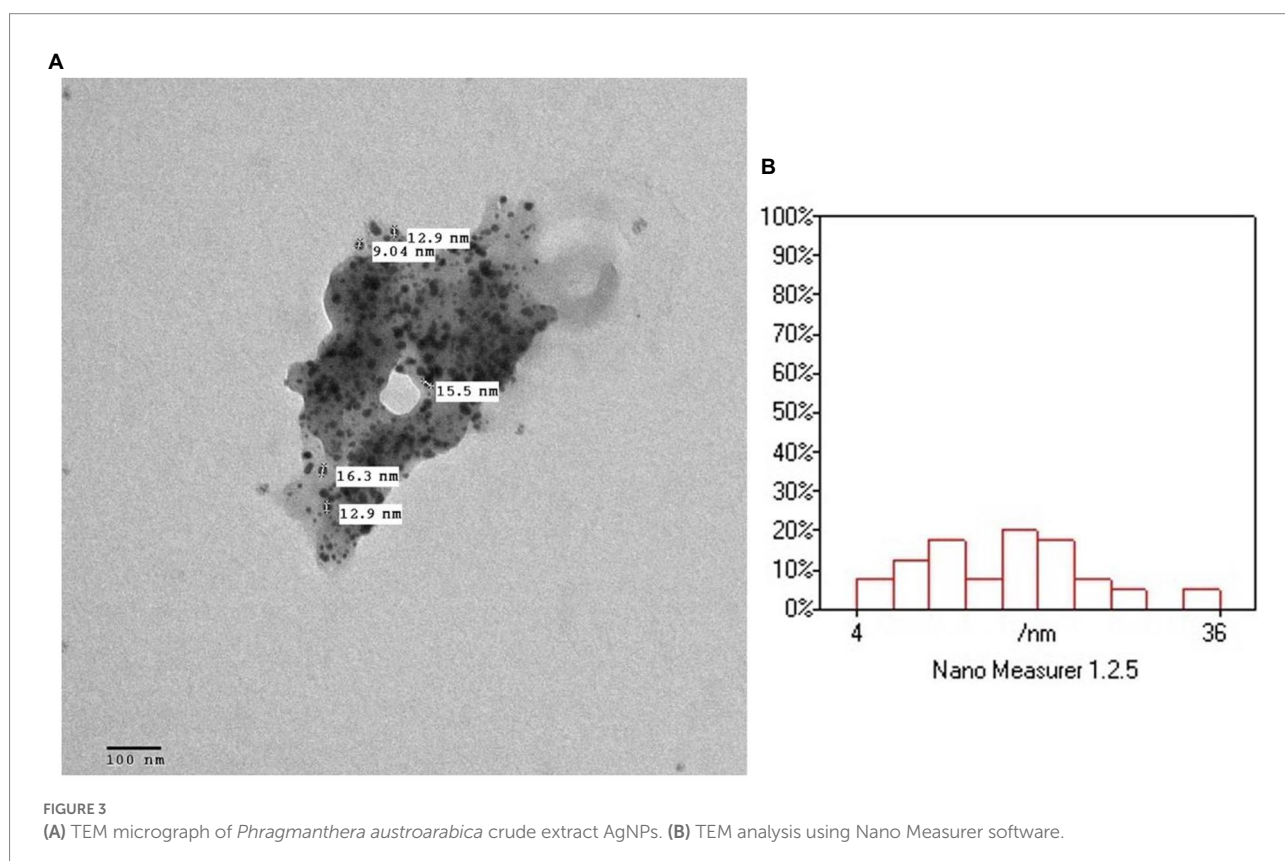 A
12.9 nm
9.04 nm
15.5 nm
16.3 nm
12.9 nm
100 nm
B
100%
90%
80%
70%
60%
50%
40%
30%
20%
10%
0%
4 /nm 36
Nano Measurer 1.2.5
FIGURE 3
(A) TEM micrograph of Phragmanthera austroarabica crude extract AgNPs. (B) TEM analysis using Nano Measurer software.